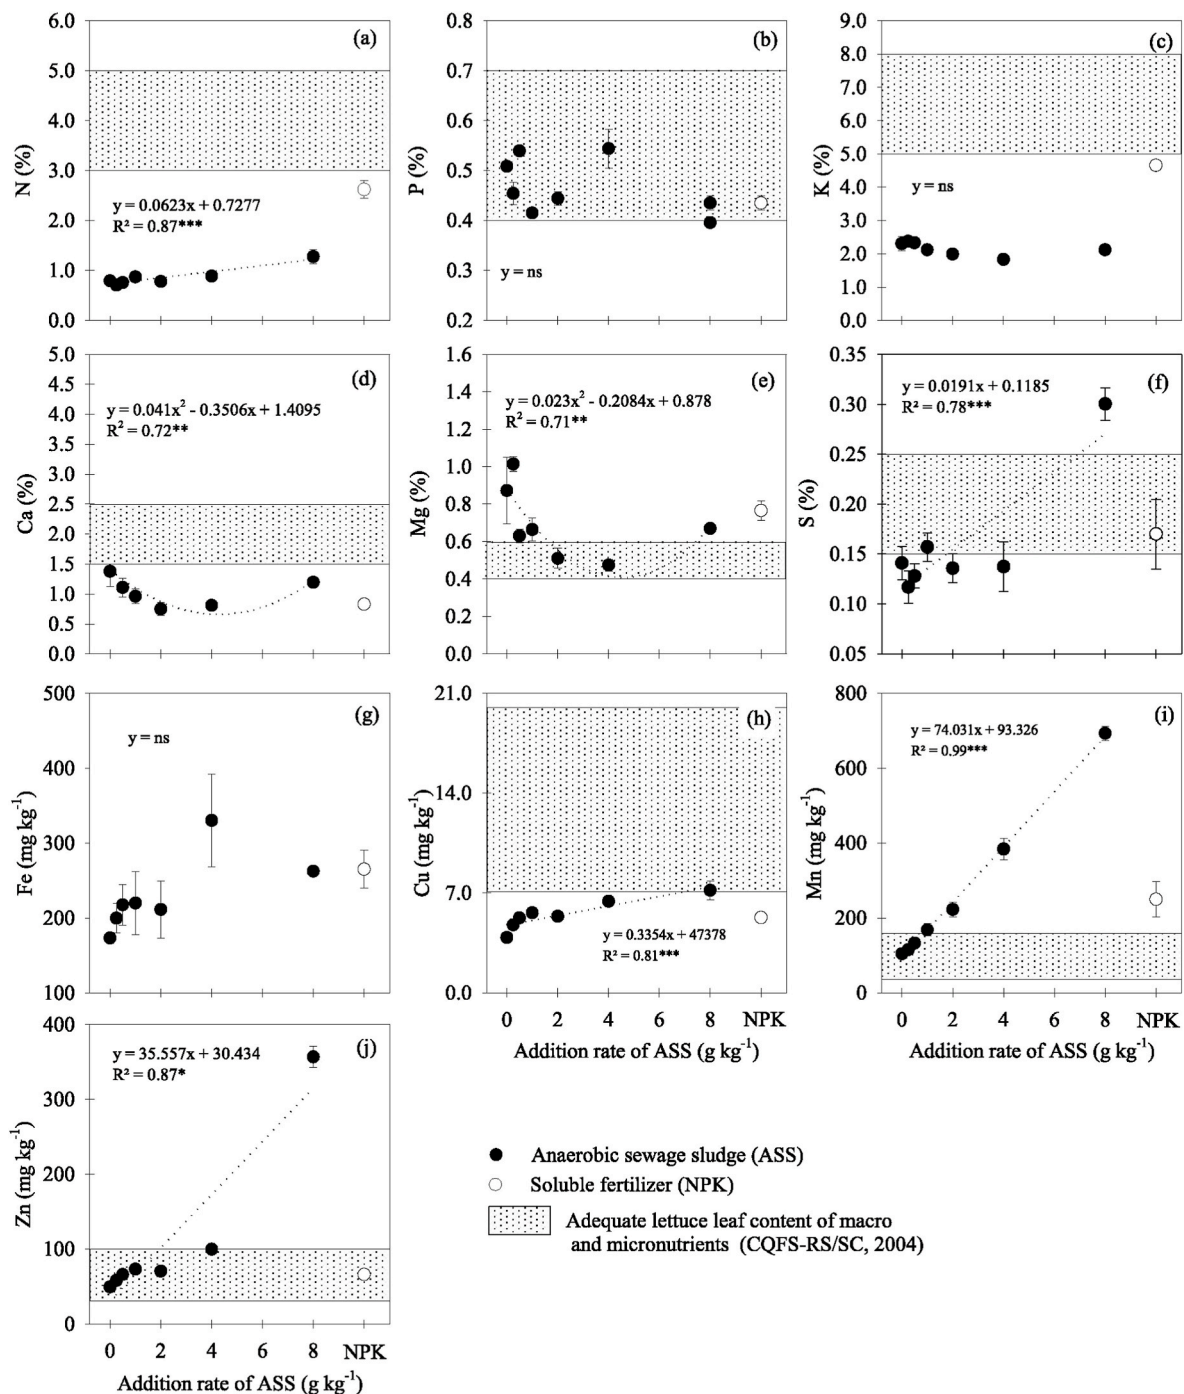 (a)
N (%)
6.0
5.0
4.0
3.0
2.0
1.0
0.0
y = 0.0623x + 0.7277
R² = 0.87***
(b)
P (%)
0.8
0.7
0.6
0.5
0.4
0.3
0.2
y = ns
(c)
K (%)
9.0
8.0
7.0
6.0
5.0
4.0
3.0
2.0
1.0
0.0
y = ns
(d)
Ca (%)
5.0
4.5
4.0
3.5
3.0
2.5
2.0
1.5
1.0
0.5
0.0
y = 0.041x² - 0.3506x + 1.4095
R² = 0.72**
(e)
Mg (%)
1.6
1.4
1.2
1.0
0.8
0.6
0.4
0.2
0.0
y = 0.023x² - 0.2084x + 0.878
R² = 0.71**
(f)
S (%)
0.35
0.30
0.25
0.20
0.15
0.10
0.05
y = 0.0191x + 0.1185
R² = 0.78***
(g)
Fe (mg kg⁻¹)
500
400
300
200
100
y = ns
(h)
Cu (mg kg⁻¹)
21.0
14.0
7.0
0.0
y = 0.3354x + 47378
R² = 0.81***
0 2 4 6 8 NPK
Addition rate of ASS (g kg⁻¹)
(i)
Mn (mg kg⁻¹)
800
600
400
200
0
y = 74.031x + 93.326
R² = 0.99***
0 2 4 6 8 NPK
Addition rate of ASS (g kg⁻¹)
(j)
Zn (mg kg⁻¹)
400
300
200
100
0
y = 35.557x + 30.434
R² = 0.87*
0 2 4 6 8 NPK
Addition rate of ASS (g kg⁻¹)
Anaerobic sewage sludge (ASS)
Soluble fertilizer (NPK)
Adequate lettuce leaf content of macro
and micronutrients (CQFS-RS/SC, 2004)